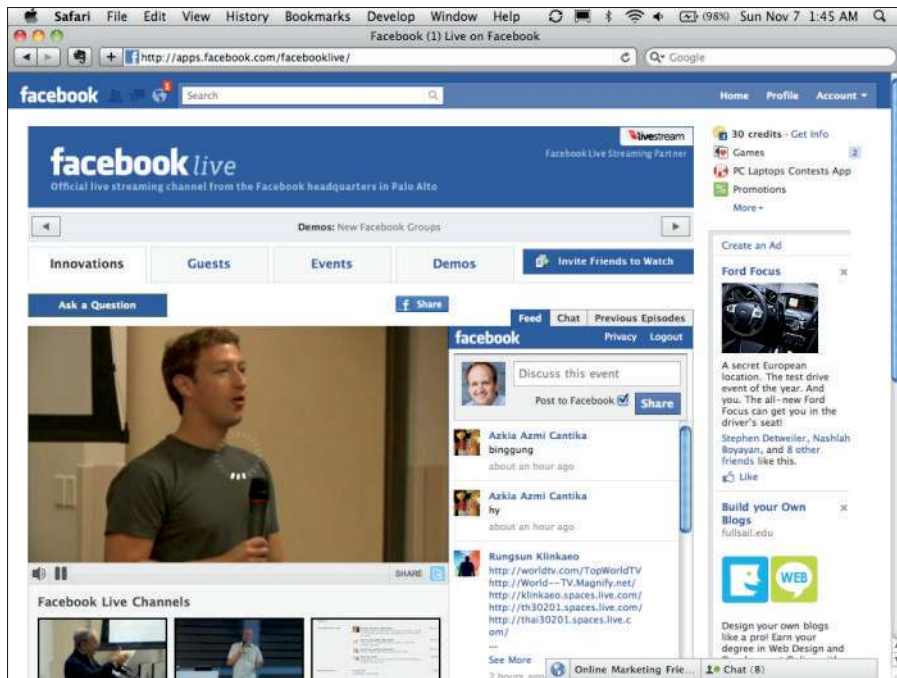 Safari File Edit View History Bookmarks Develop Window Help (98%) Sun Nov 7 1:45 AM
Facebook (1) Live on Facebook
http://apps.facebook.com/facebooklive/
Google
facebook
1
Search
Home Profile Account
livestream
Facebook Live Streaming Partner
facebook live
Official live streaming channel from the Facebook headquarters in Palo Alto
Demos: New Facebook Groups
Innovations Guests Events Demos Invite Friends to Watch
Ask a Question
Share
Feed Chat Previous Episodes
facebook Privacy Logout
Discuss this event
Post to Facebook Share
Azkia Azmi Cantika
binggung
about an hour ago
Azkia Azmi Cantika
hy
about an hour ago
Rungsun Klinkaeo
http://worldtv.com/TopWorldTV
http://World--TV.Magnify.net/
http://klinkaeo.spaces.live.com/
http://th30201.spaces.live.com/
http://thai30201.spaces.live.c
om/
...
See More
2 hours ago
SHARE
Facebook Live Channels
30 credits - Get Info
Games 2
PC Laptops Contests App
Promotions
More
Create an Ad
Ford Focus
A secret European
location. The test drive
event of the year. And
you. The all-new Ford
Focus can get you in the
driver's seat!
Stephen Detweiler, Nashlah
Boyayan, and 8 other
friends like this.
Like
Build your Own
Blogs
fullsail.edu
WEB
Design your own blogs
like a pro! Earn your
degree in Web Design and
Online Marketing Frie...
Chat (8)